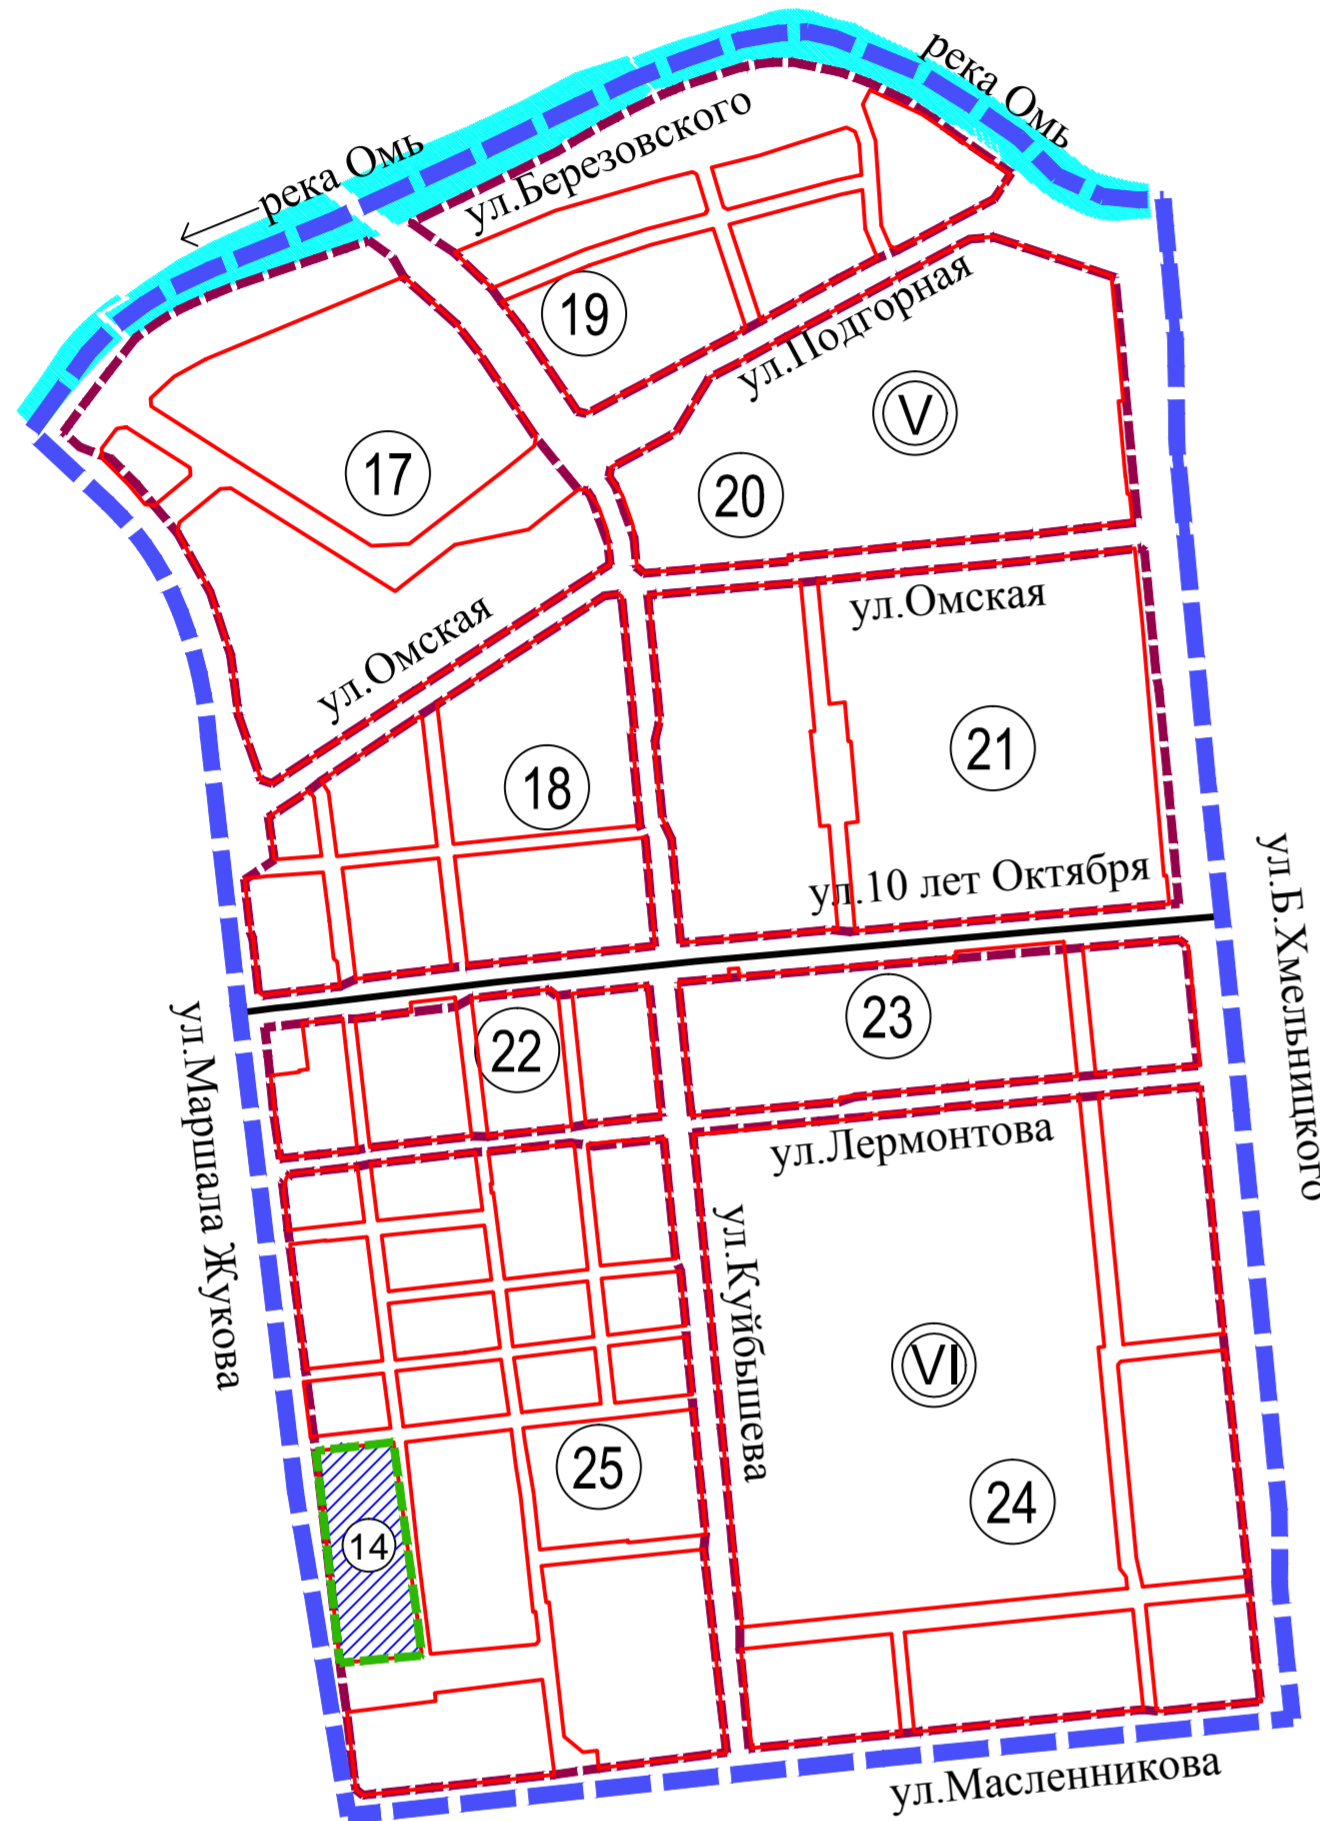 река Омь
река Омь
ул.Березовского
19
ул.Подгорная
V
17
20
ул.Омская
ул.Омская
21
18
ул.10 лет Октября
ул.Б.Хмельницкого
23
22
ул.Маршала Жукова
ул.Лермонтова
ул.Куйбышева
VI
25
24
14
ул.Масленникова